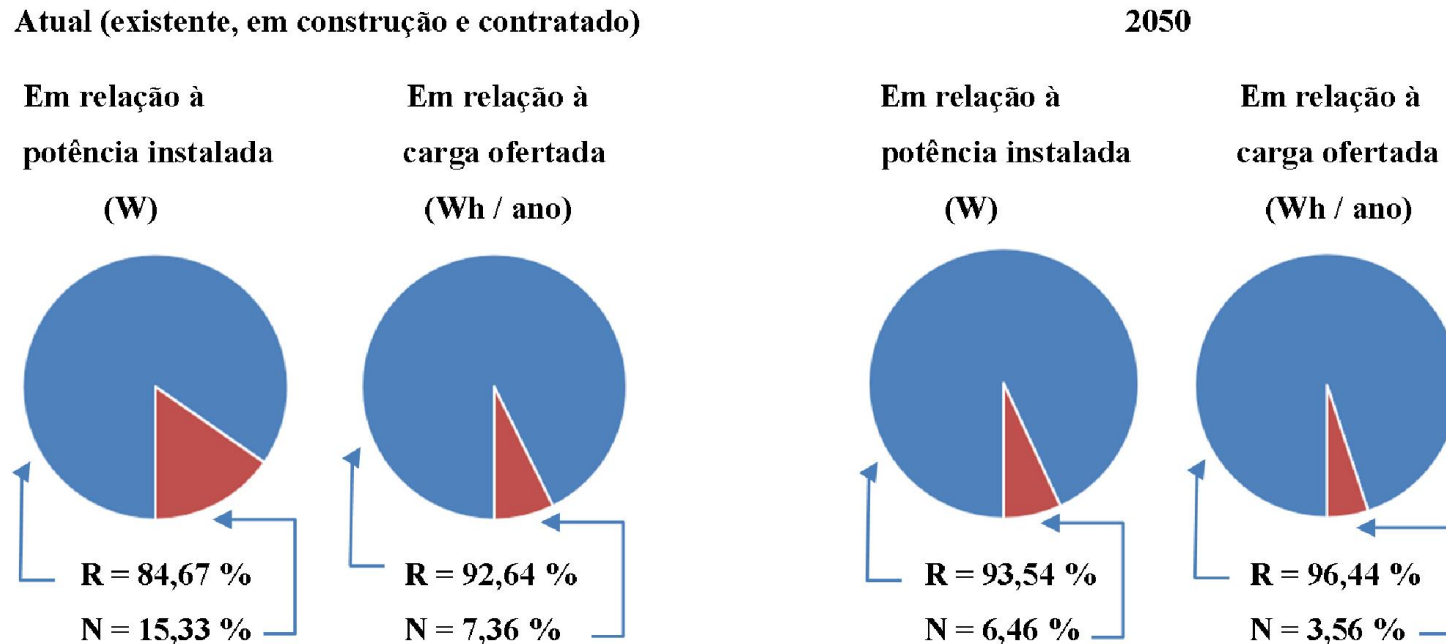 Atual (existente, em construção e contratado)
Em relação à
potência instalada
(W)
R = 84,67 %
N = 15,33 %
Em relação à
carga ofertada
(Wh / ano)
R = 92,64 %
N = 7,36 %
2050
Em relação à
potência instalada
(W)
R = 93,54 %
N = 6,46 %
Em relação à
carga ofertada
(Wh / ano)
R = 96,44 %
N = 3,56 %